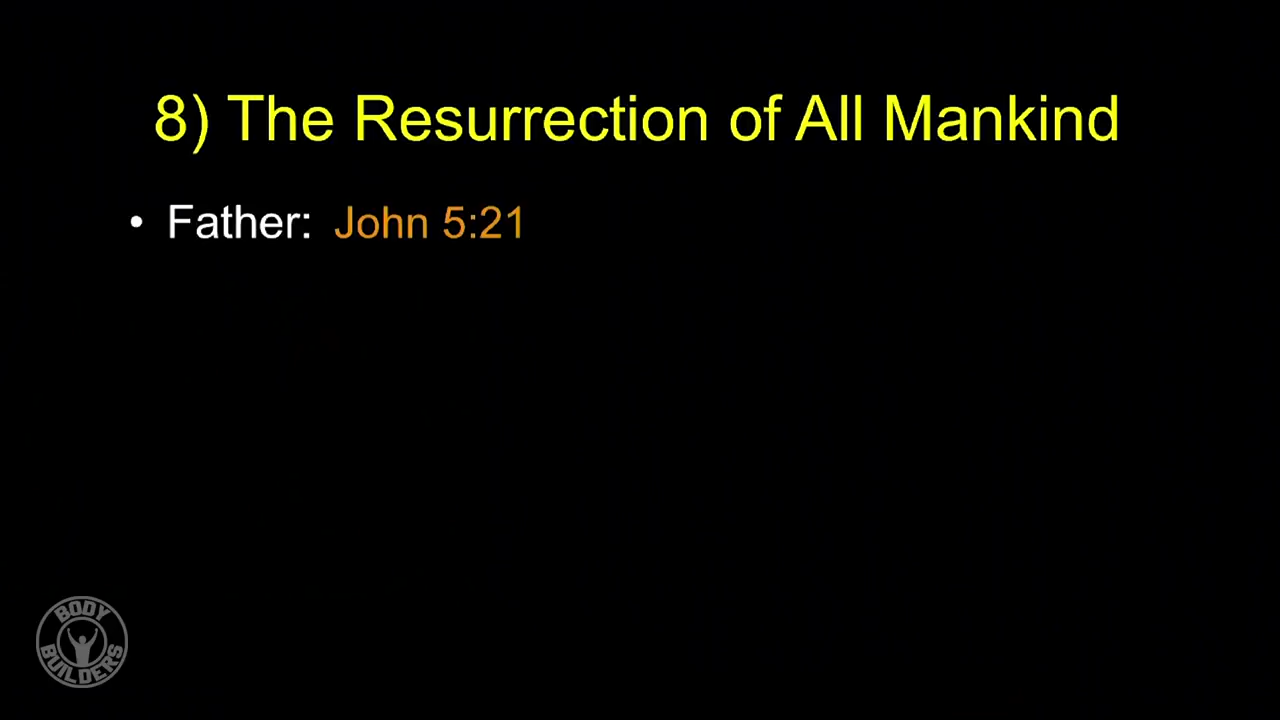 8) The Resurrection of All Mankind
• Father: John 5:21
BODY
BUILDERS